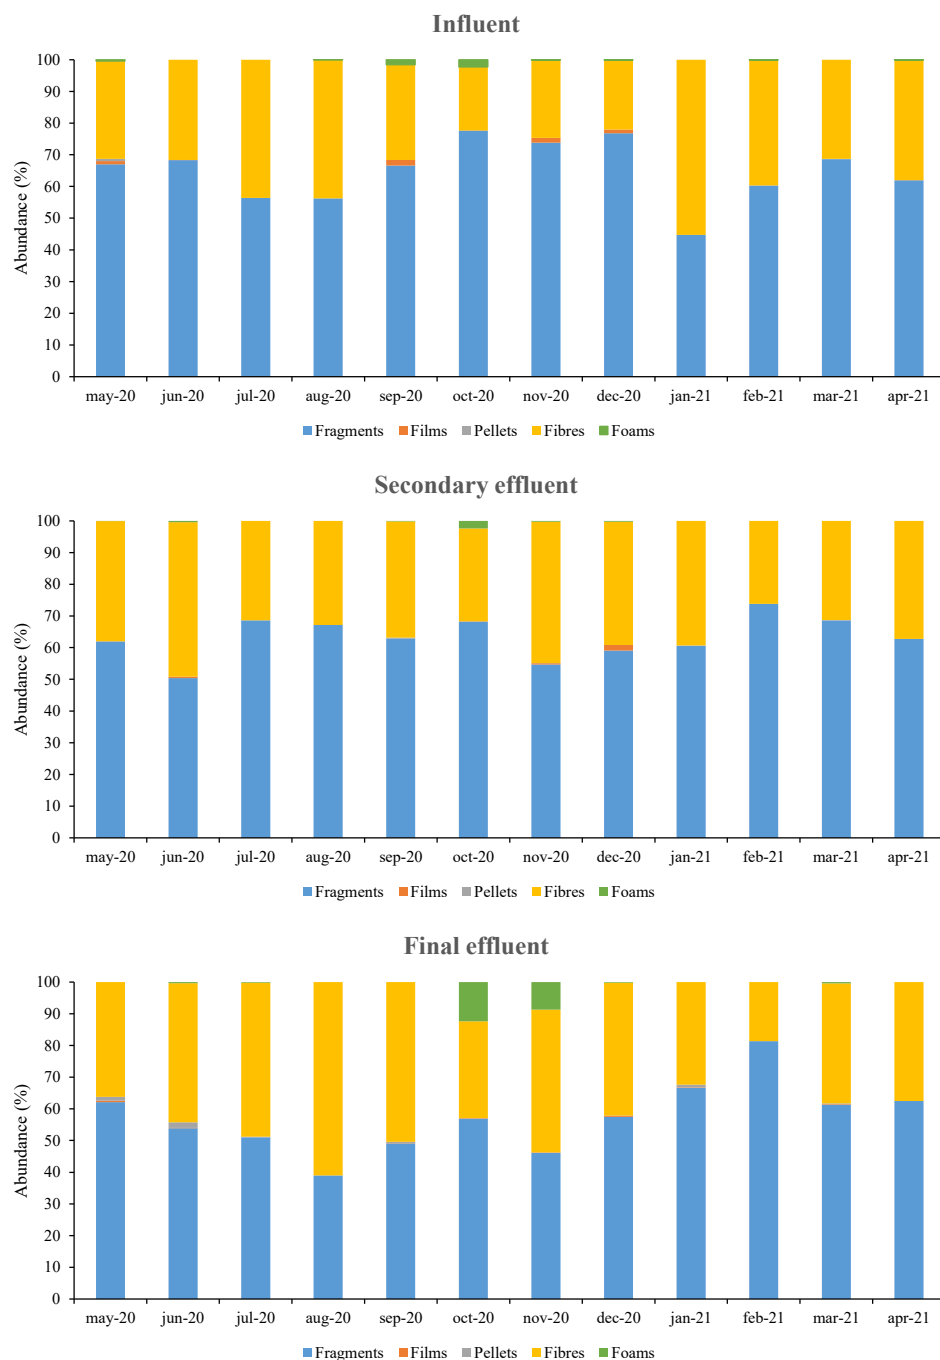 Influent
Abundance (%)
100
90
80
70
60
50
40
30
20
10
0
may-20 jun-20 jul-20 aug-20 sep-20 oct-20 nov-20 dec-20 jan-21 feb-21 mar-21 apr-21
Fragments Films Pellets Fibres Foams
Secondary effluent
Abundance (%)
100
90
80
70
60
50
40
30
20
10
0
may-20 jun-20 jul-20 aug-20 sep-20 oct-20 nov-20 dec-20 jan-21 feb-21 mar-21 apr-21
Fragments Films Pellets Fibres Foams
Final effluent
Abundance (%)
100
90
80
70
60
50
40
30
20
10
0
may-20 jun-20 jul-20 aug-20 sep-20 oct-20 nov-20 dec-20 jan-21 feb-21 mar-21 apr-21
Fragments Films Pellets Fibres Foams